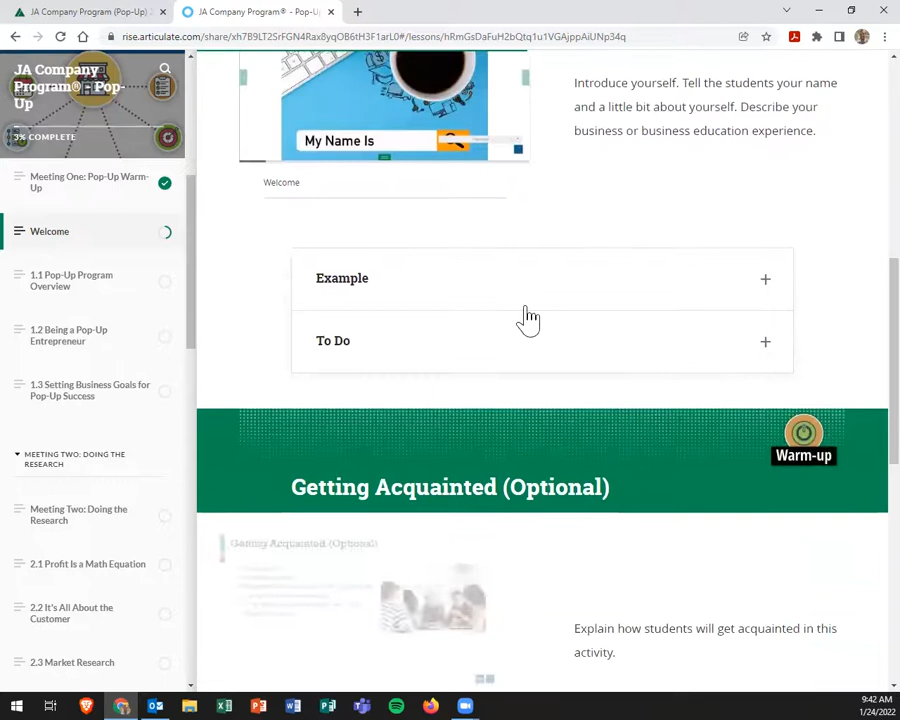 JA Company Program (Pop-Up) 2
JA Company Program® - Pop-Up
rise.articulate.com/share/xh7B9LT2SrFGN4Rax8yqOB6tH3F1arL0#/lessons/hRmGsDaFuH2bQtq1u1VGAjppAiUNp34q
JA Company
Program® - Pop-
Up
3% COMPLETE
Meeting One: Pop-Up Warm-
Up
Welcome
1.1 Pop-Up Program
Overview
1.2 Being a Pop-Up
Entrepreneur
1.3 Setting Business Goals for
Pop-Up Success
MEETING TWO: DOING THE
RESEARCH
Meeting Two: Doing the
Research
2.1 Profit Is a Math Equation
2.2 It's All About the
Customer
2.3 Market Research
My Name Is
Welcome
Introduce yourself. Tell the students your name
and a little bit about yourself. Describe your
business or business education experience.
Example
To Do
Warm-up
Getting Acquainted (Optional)
Getting Acquainted (Optional)
Explain how students will get acquainted in this
activity.
9:42 AM
1/24/2022